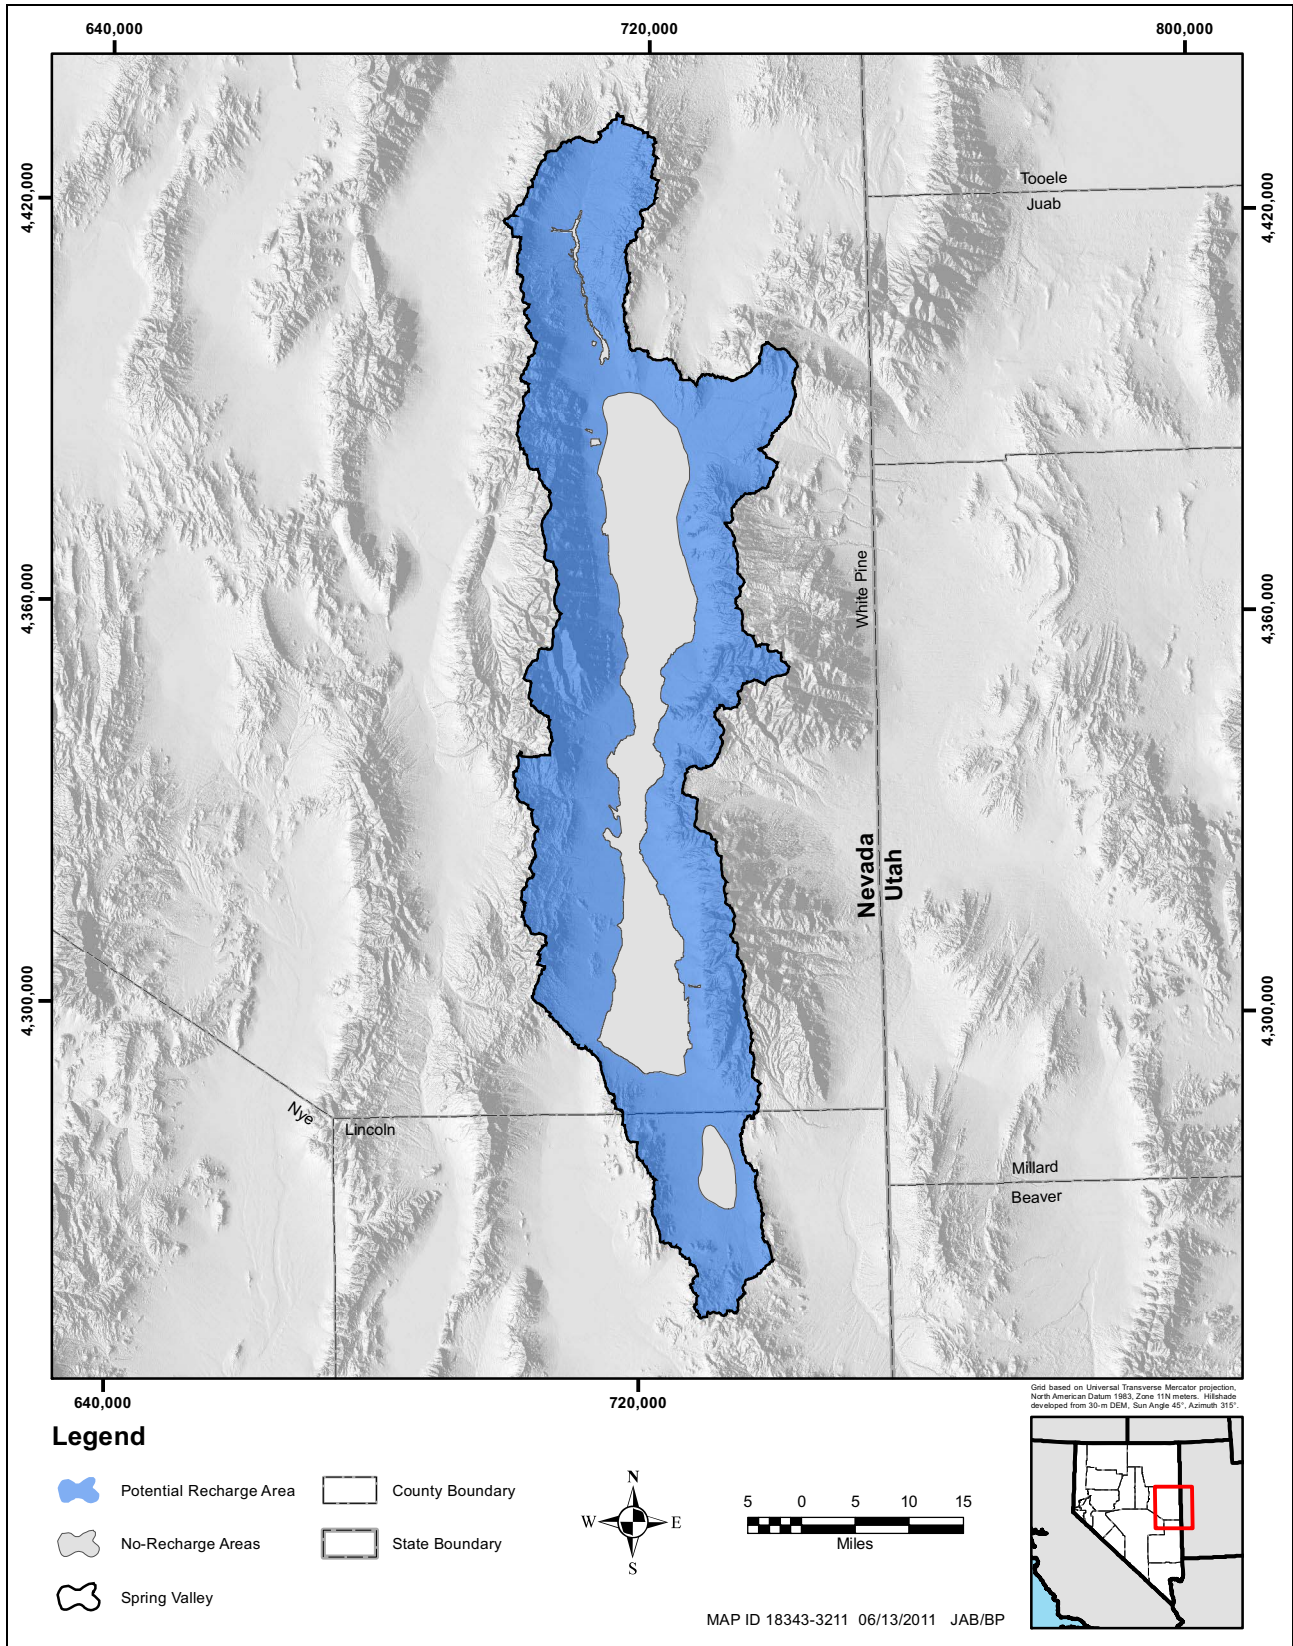 640,000 720,000 800,000
4,420,000
4,420,000
Tooele
Juab
4,360,000
4,360,000
White Pine
Nevada
Utah
4,300,000
4,300,000
Nye
Lincoln
Millard
Beaver
640,000 720,000
Grid based on Universal Transverse Mercator projection,
North American Datum 1983, Zone 11N meters. Hillshade
developed from 30-m DEM, Sun Angle 45°, Azimuth 315°.
Legend
Potential Recharge Area
County Boundary
No-Recharge Areas
State Boundary
Spring Valley
N
W E
S
5 0 5 10 15
Miles
MAP ID 18343-3211 06/13/2011 JAB/BP